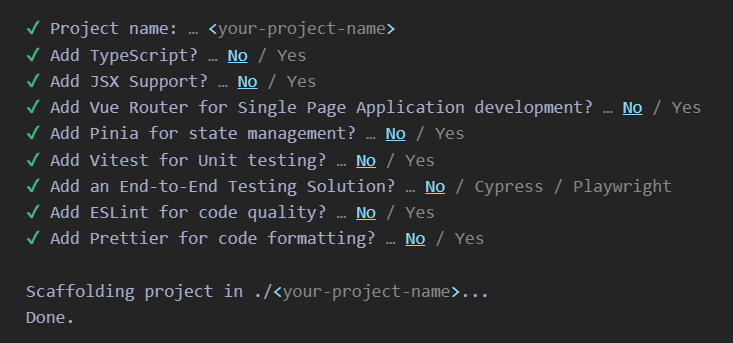 ✓ Project name: … <your-project-name>
✓ Add TypeScript? … No / Yes
✓ Add JSX Support? … No / Yes
✓ Add Vue Router for Single Page Application development? … No / Yes
✓ Add Pinia for state management? … No / Yes
✓ Add Vitest for Unit testing? … No / Yes
✓ Add an End-to-End Testing Solution? … No / Cypress / Playwright
✓ Add ESLint for code quality? … No / Yes
✓ Add Prettier for code formatting? … No / Yes

Scaffolding project in ./<your-project-name>...
Done.